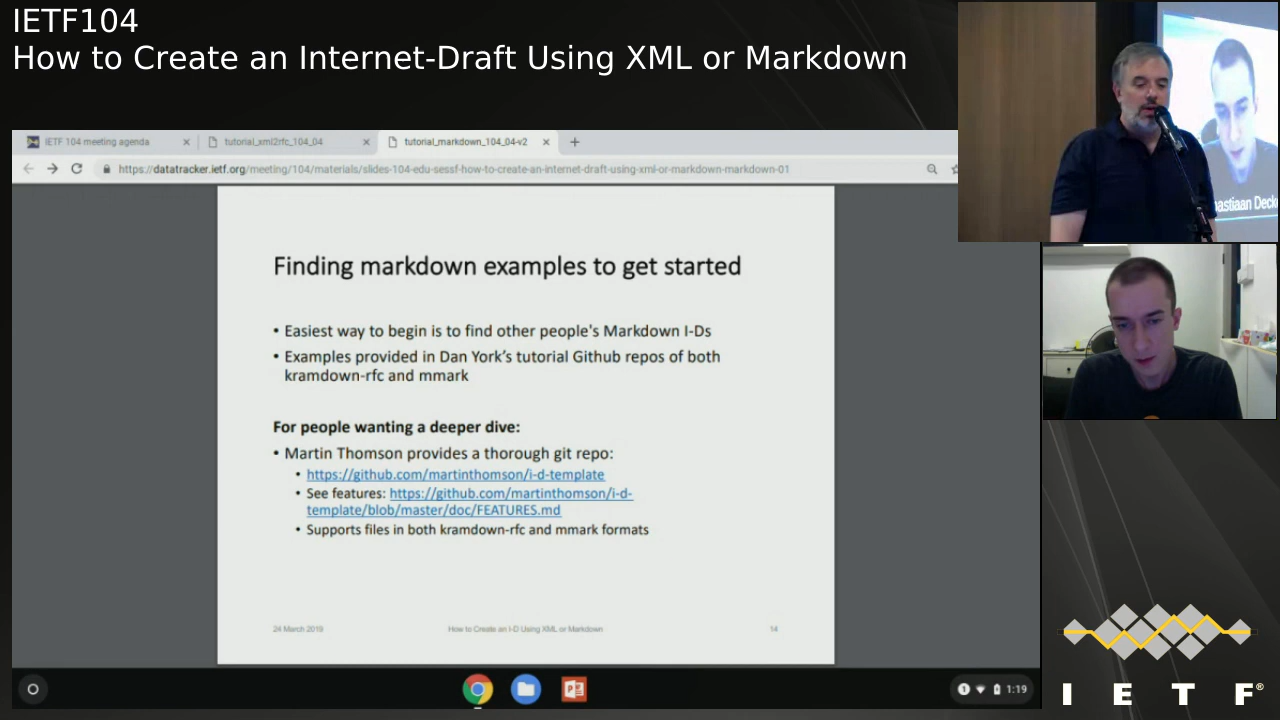 IETF104
How to Create an Internet-Draft Using XML or Markdown
IETF 104 meeting agenda
tutorial_xml2rfc_104_04
tutorial_markdown_104_04-v2
https://datatracker.ietf.org/meeting/104/materials/slides-104-edu-sessf-how-to-create-an-internet-draft-using-xml-or-markdown-markdown-01
Finding markdown examples to get started
• Easiest way to begin is to find other people's Markdown I-Ds
• Examples provided in Dan York’s tutorial Github repos of both
kramdown-rfc and mmark
For people wanting a deeper dive:
• Martin Thomson provides a thorough git repo:
• https://github.com/martinthomson/i-d-template
• See features: https://github.com/martinthomson/i-d-
template/blob/master/doc/FEATURES.md
• Supports files in both kramdown-rfc and mmark formats
24 March 2019
How to Create an I-D Using XML or Markdown
14
1:19
astiaan Deck
I E T F®